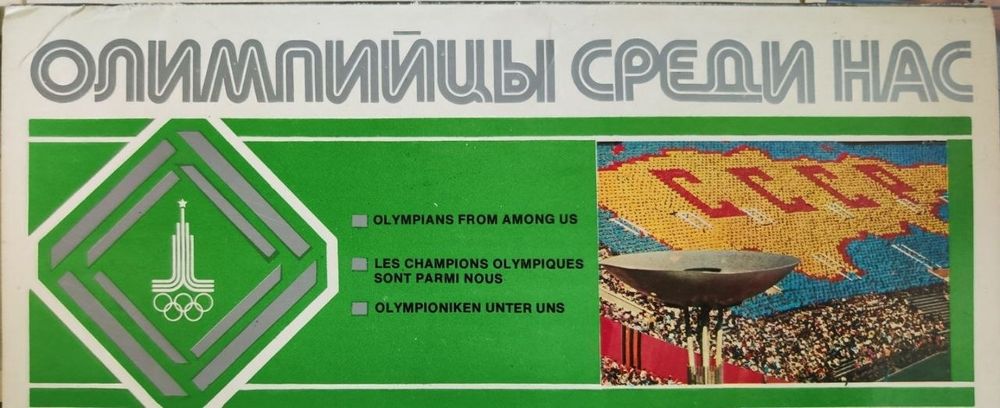 ОЛИМПИЙЦЫ СРЕДИ НАС
OLYMPIANS FROM AMONG US
LES CHAMPIONS OLYMPIQUES
SONT PARMI NOUS
OLYMPIONIKEN UNTER UNS
СССР